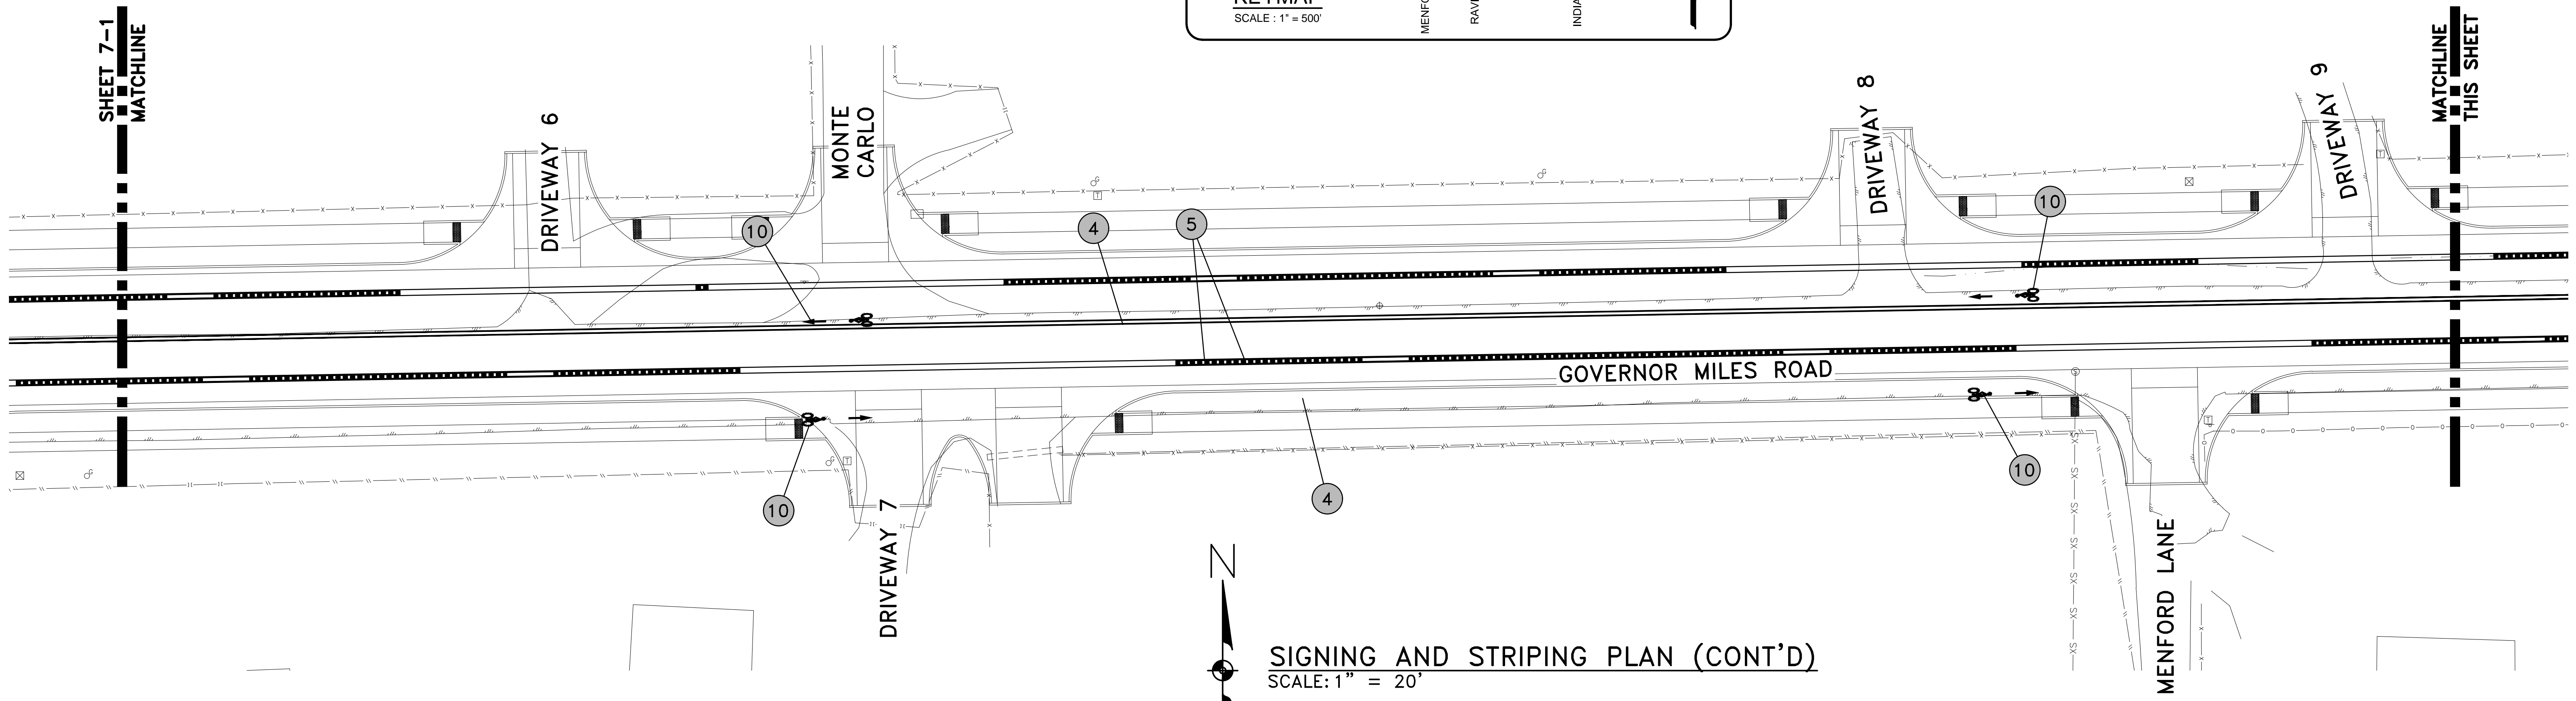 KEYMAP
SCALE : 1" = 500'
SHEET 7-1
MATCHLINE
MATCHLINE
THIS SHEET
DRIVEWAY 6
MONTE
CARLO
DRIVEWAY 8
DRIVEWAY 9
10
4
5
10
GOVERNOR MILES ROAD
10
4
10
DRIVEWAY 7
MENFORD LANE
N
SIGNING AND STRIPING PLAN (CONT'D)
SCALE: 1" = 20'